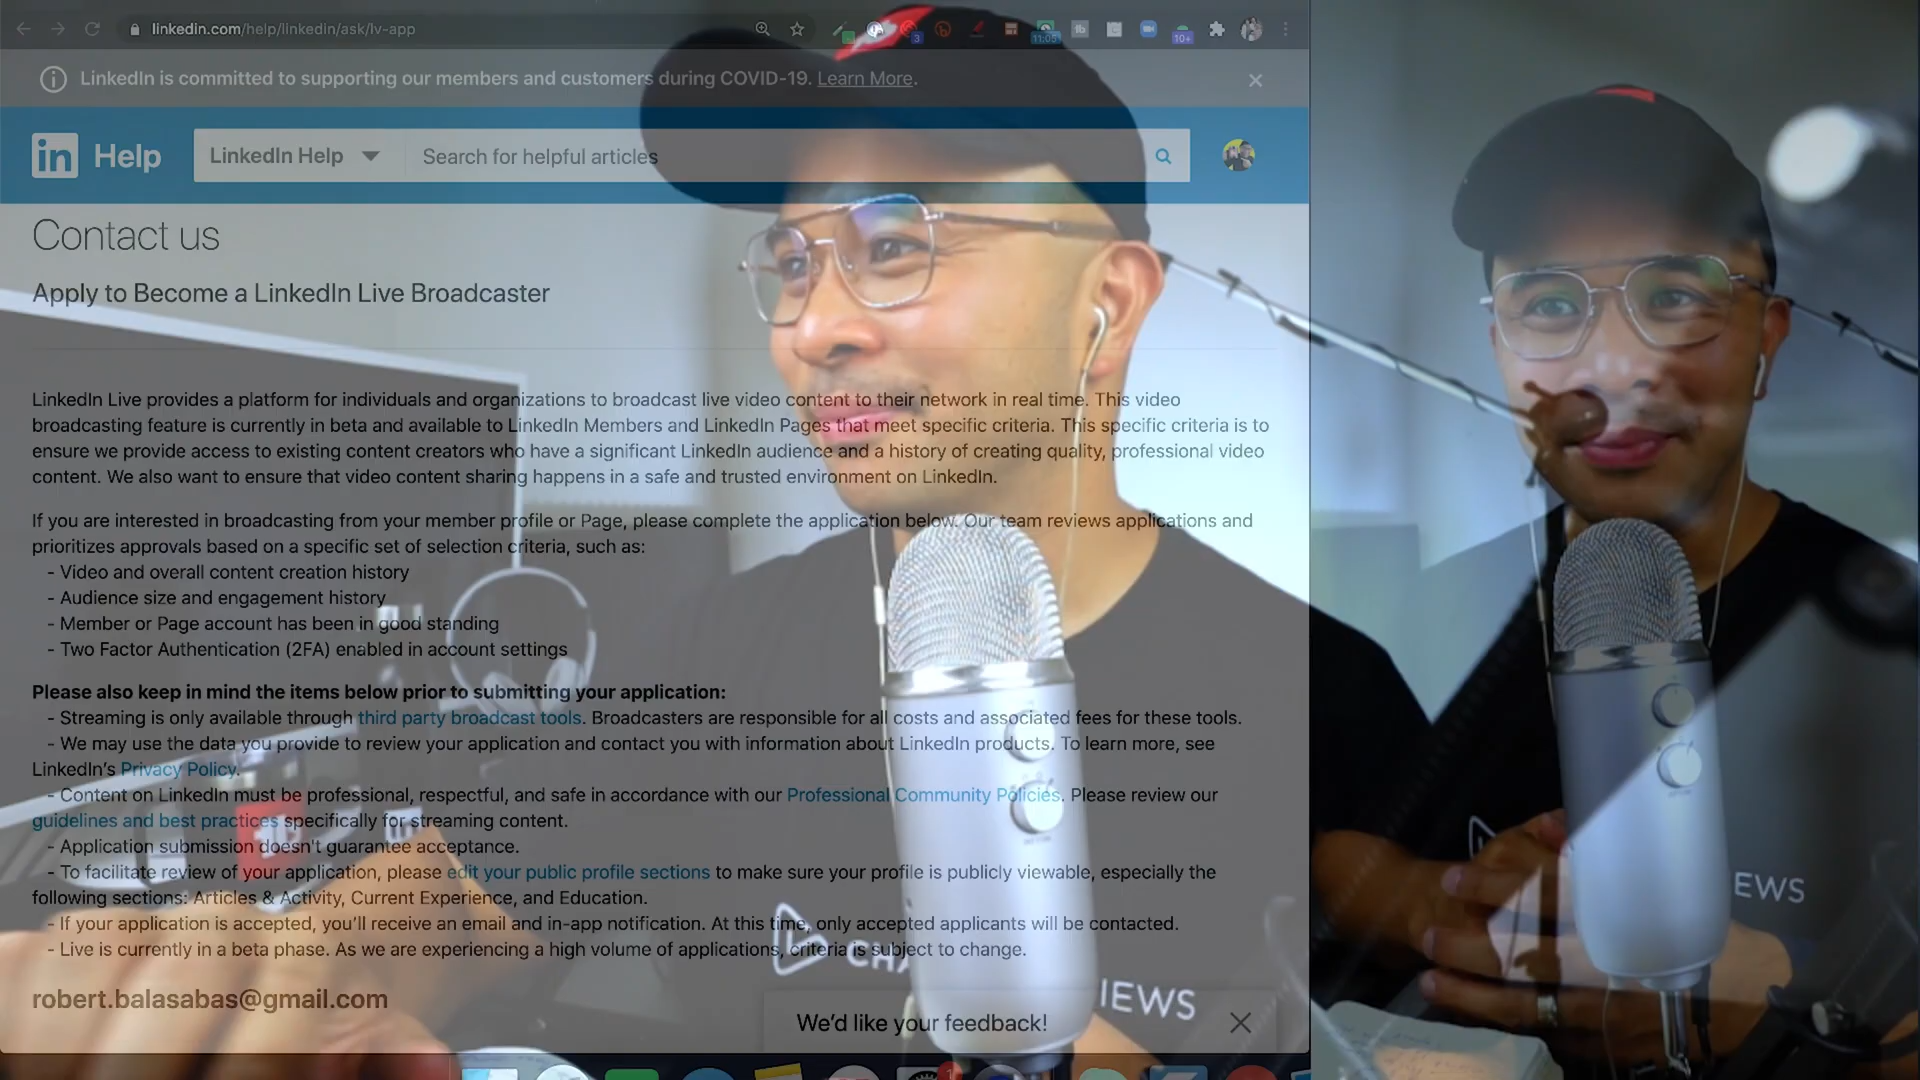 linkedin.com/help/linkedin/ask/lv-app
3
11:05
10+
LinkedIn is committed to supporting our members and customers during COVID-19. Learn More.
in Help
LinkedIn Help
Search for helpful articles
Contact us
Apply to Become a LinkedIn Live Broadcaster
LinkedIn Live provides a platform for individuals and organizations to broadcast live video content to their network in real time. This video
broadcasting feature is currently in beta and available to LinkedIn Members and LinkedIn Pages that meet specific criteria. This specific criteria is to
ensure we provide access to existing content creators who have a significant LinkedIn audience and a history of creating quality, professional video
content. We also want to ensure that video content sharing happens in a safe and trusted environment on LinkedIn.
If you are interested in broadcasting from your member profile or Page, please complete the application below. Our team reviews applications and
prioritizes approvals based on a specific set of selection criteria, such as:
- Video and overall content creation history
- Audience size and engagement history
- Member or Page account has been in good standing
- Two Factor Authentication (2FA) enabled in account settings
Please also keep in mind the items below prior to submitting your application:
- Streaming is only available through third party broadcast tools. Broadcasters are responsible for all costs and associated fees for these tools.
- We may use the data you provide to review your application and contact you with information about LinkedIn products. To learn more, see
LinkedIn's Privacy Policy.
- Content on LinkedIn must be professional, respectful, and safe in accordance with our Professional Community Policies. Please review our
guidelines and best practices specifically for streaming content.
- Application submission doesn't guarantee acceptance.
- To facilitate review of your application, please edit your public profile sections to make sure your profile is publicly viewable, especially the
following sections: Articles & Activity, Current Experience, and Education.
- If your application is accepted, you'll receive an email and in-app notification. At this time, only accepted applicants will be contacted.
- Live is currently in a beta phase. As we are experiencing a high volume of applications, criteria is subject to change.
robert.balasabas@gmail.com
We'd like your feedback!
CHA
IEWS
EWS